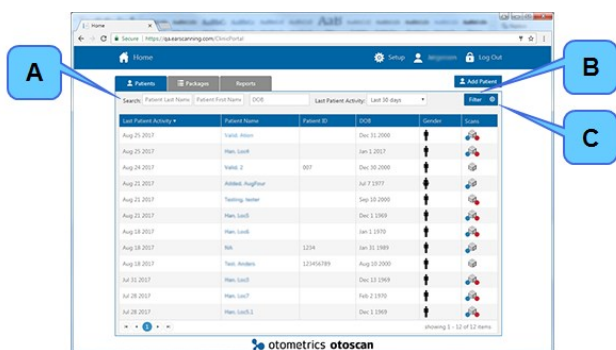 Home
Secure | https://qa.earscanning.com/ClinicPortal
Home Setup Log Out
A
B
C
Patients Packages Reports Add Patient
Search: Patient Last Name Patient First Name DOB Last Patient Activity: Last 30 days Filter
Last Patient Activity Patient Name Patient ID DOB Gender Scans
Aug 25 2017 Valid, Alton Dec 31 2000
Aug 25 2017 Han, Loc4 Jan 1 2017
Aug 24 2017 Valid, 2 007 Dec 30 2000
Aug 21 2017 Added, AugFour Jul 7 1977
Aug 21 2017 Testing, tester Sep 10 2000
Aug 21 2017 Han, Loc5 Dec 1 1969
Aug 18 2017 Han, Loc6 Jan 1 1970
Aug 18 2017 NA 1234 Jan 31 1989
Aug 18 2017 Test, Anders 123456789 Aug 10 2000
Jul 31 2017 Han, Loc3 Dec 13 1969
Jul 28 2017 Han, Loc7 Feb 2 1970
Jul 28 2017 Han, Loc5.1 Dec 1 1969
1 showing 1 - 12 of 12 items
otometrics otoscan